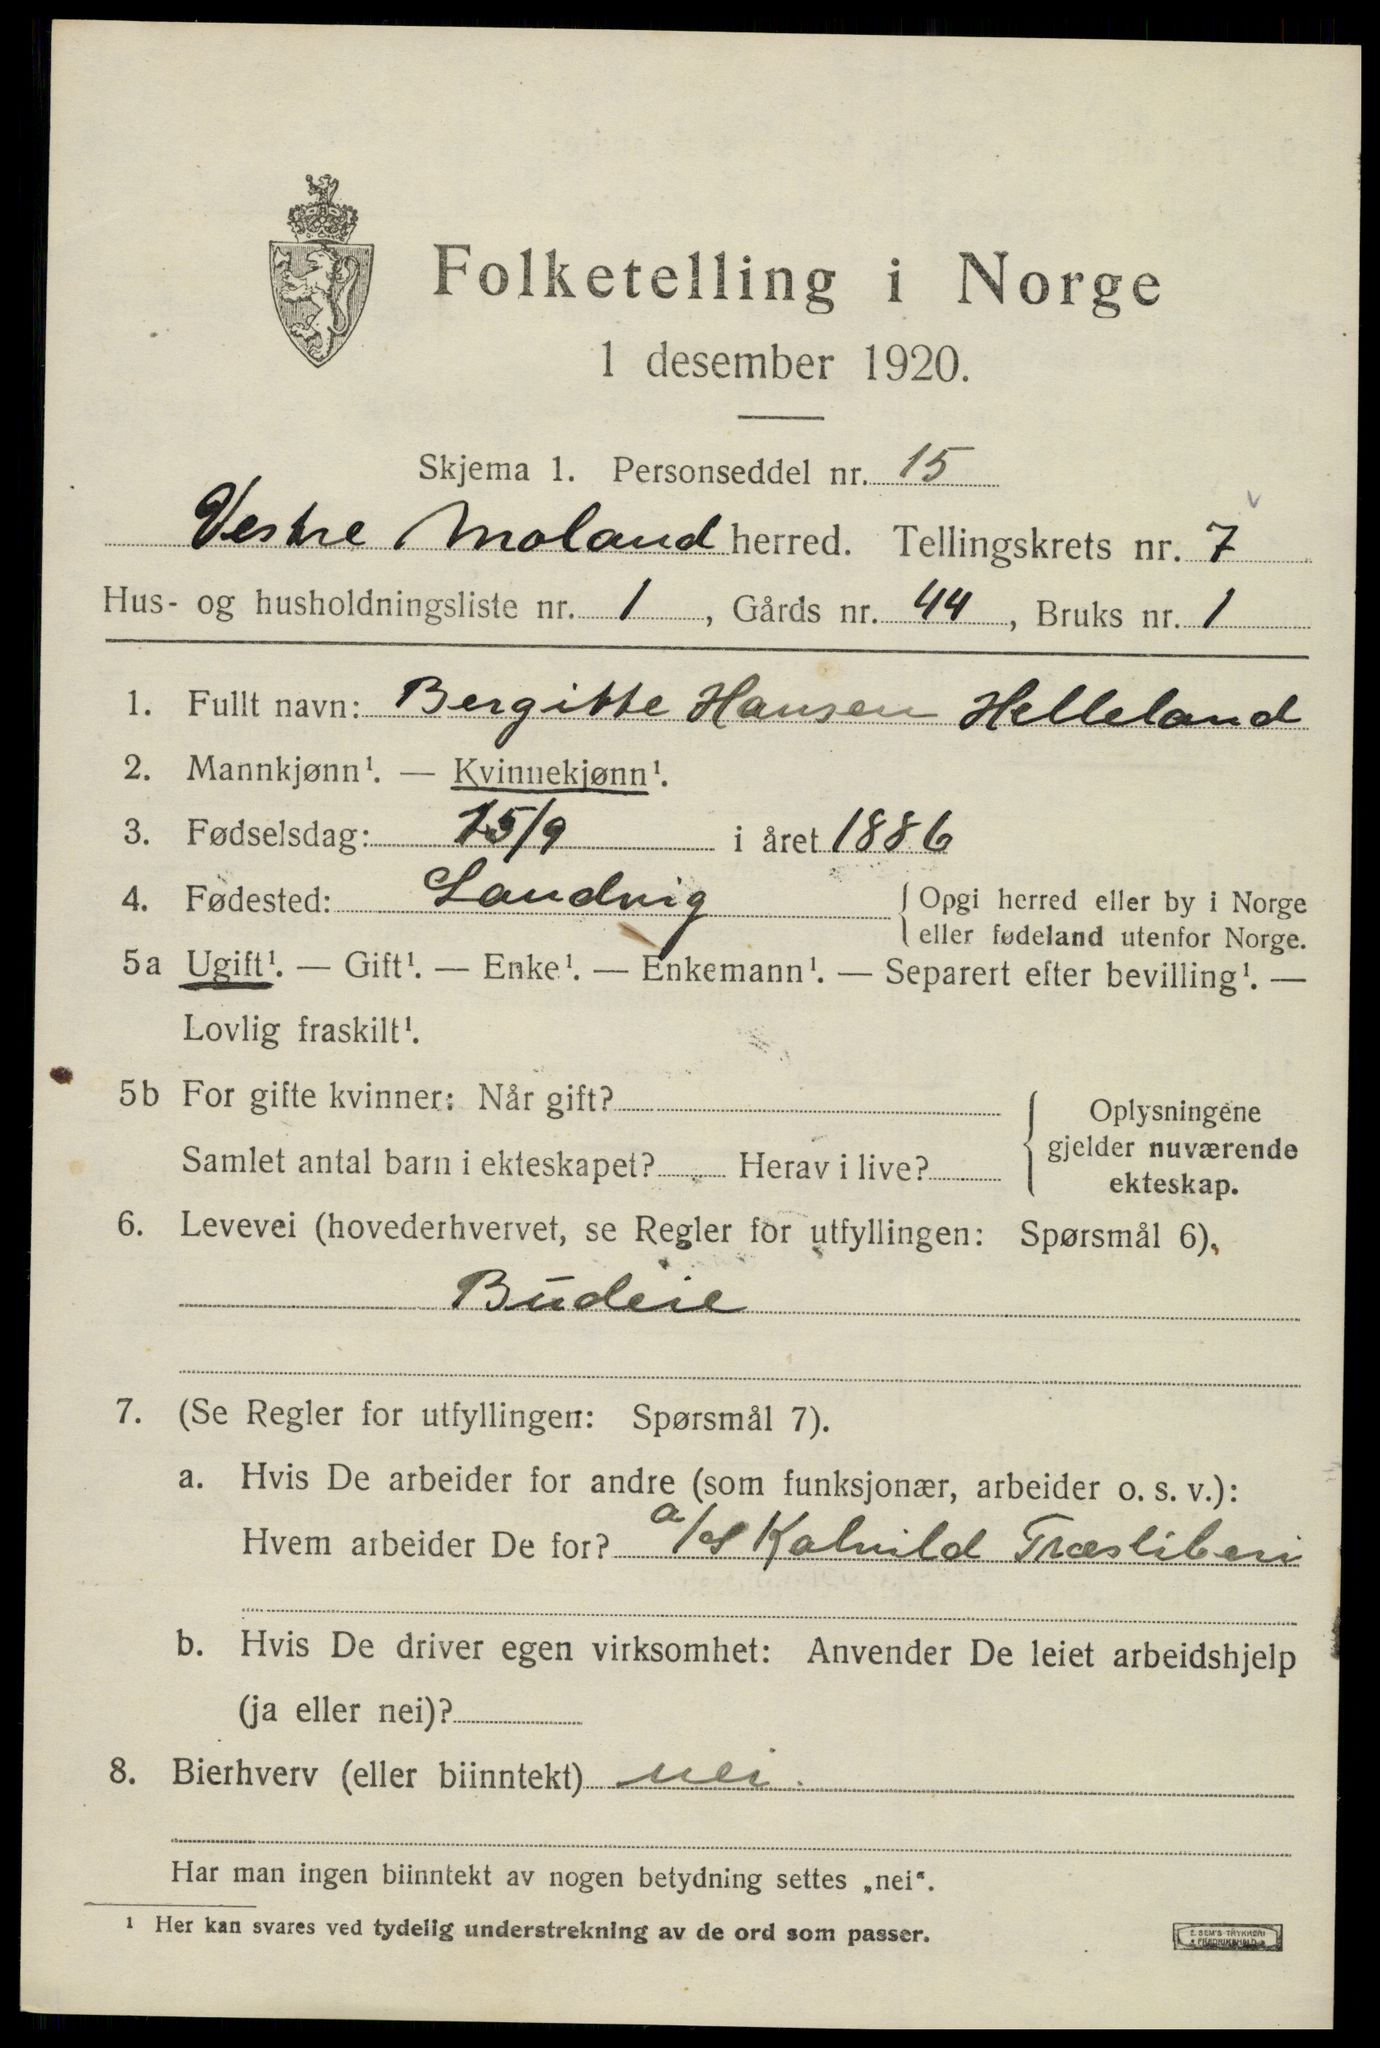 Folketelling i Norge
1 desember 1920.
Skjema 1. Personseddel nr. 15
Vestre Moland herred. Tellingskrets nr. 7
Hus- og husholdningsliste nr. 1, Gårds nr. 44, Bruks nr. 1
1. Fullt navn: Bergitte Hansen Helleland
2. Mannkjønn¹. — Kvinnekjønn¹.
3. Fødselsdag: 15/9 i året 1886
4. Fødested: Landvig { Opgi herred eller by i Norge
eller fødeland utenfor Norge.
5a Ugift¹. — Gift¹. — Enke¹. — Enkemann¹. — Separert efter bevilling¹. —
Lovlig fraskilt¹.
5b For gifte kvinner: Når gift?
Samlet antal barn i ekteskapet? Herav i live?
{ Oplysningene
gjelder nuværende
ekteskap.
6. Levevei (hovederhvervet, se Regler for utfyllingen: Spørsmål 6),
Budeie
7. (Se Regler for utfyllingen: Spørsmål 7).
a. Hvis De arbeider for andre (som funksjonær, arbeider o. s. v.):
Hvem arbeider De for? a/s Kalvild Træsliberi
b. Hvis De driver egen virksomhet: Anvender De leiet arbeidshjelp
(ja eller nei)?
8. Bierhverv (eller biinntekt) nei.
Har man ingen biinntekt av nogen betydning settes „nei“.
¹ Her kan svares ved tydelig understrekning av de ord som passer.
E. SEM'S TRYKKERI
FREDRIKSHALD